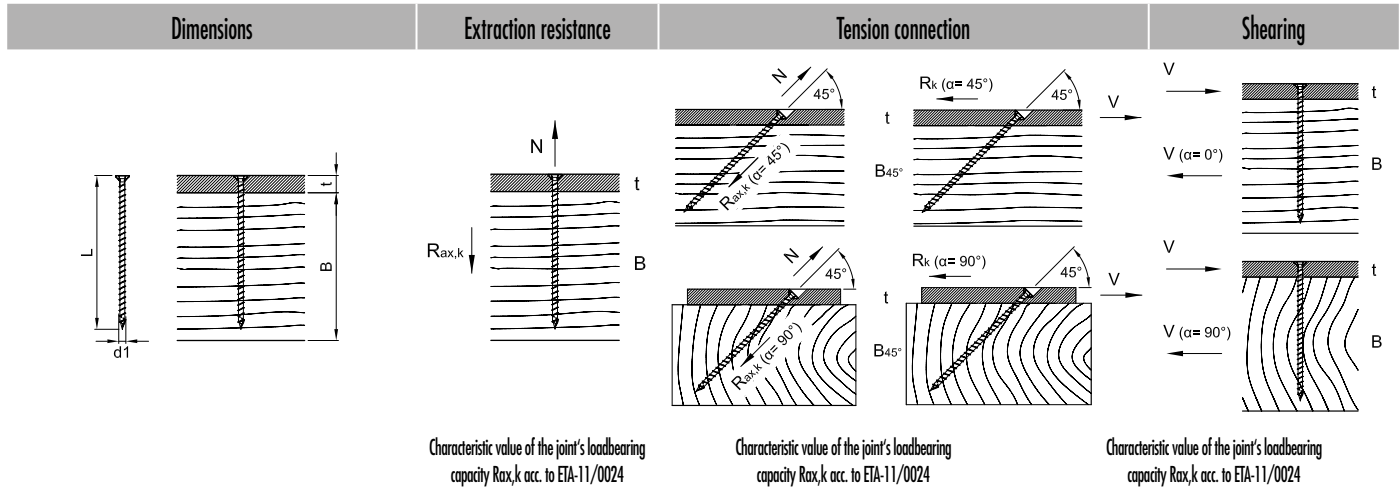 Dimensions
Extraction resistance
Tension connection
Shearing
L
d1
t
B
N
Rax,k
t
B
N
45°
Rax,k (α= 45°)
t
B45°
Rk (α= 45°)
45°
V
N
45°
Rax,k (α= 90°)
t
B45°
Rk (α= 90°)
45°
V
V
t
V (α= 0°)
B
V
t
V (α= 90°)
B
Characteristic value of the joint's loadbearing
capacity Rax,k acc. to ETA-11/0024
Characteristic value of the joint's loadbearing
capacity Rax,k acc. to ETA-11/0024
Characteristic value of the joint's loadbearing
capacity Rax,k acc. to ETA-11/0024